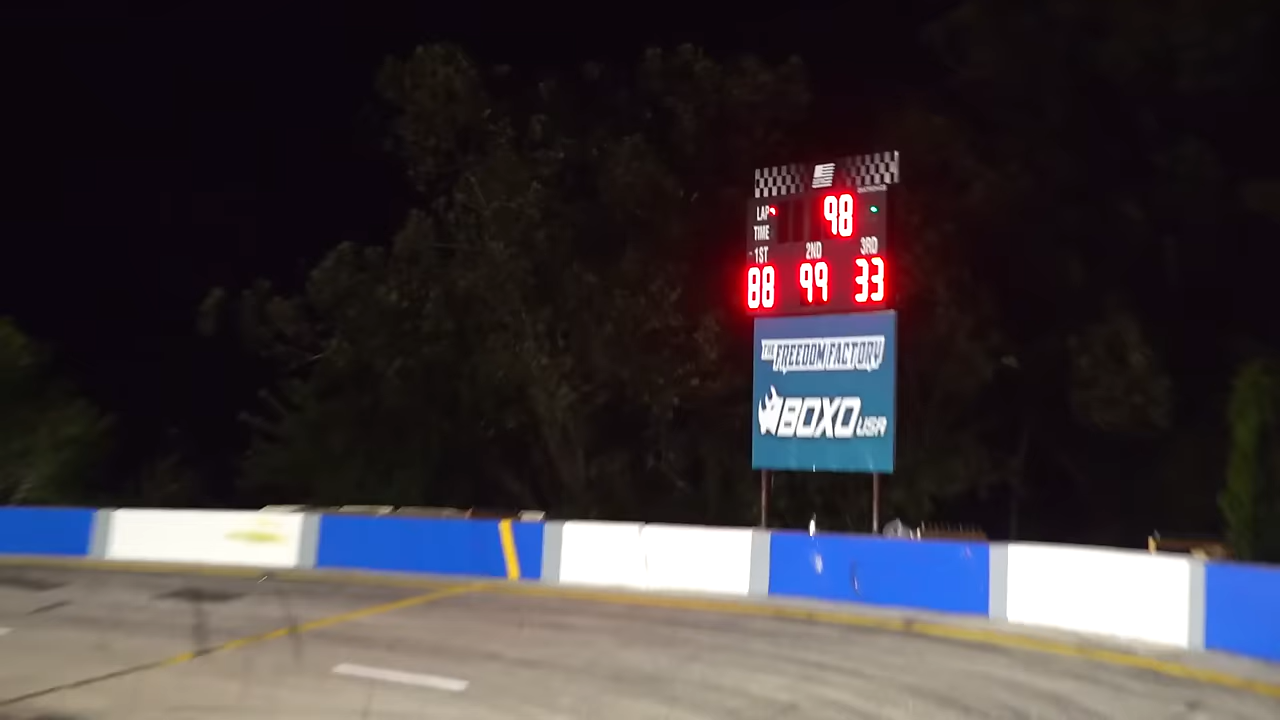 LAP 98
TIME
1ST 2ND 3RD
88 99 33
THE FREEDOM FACTORY
BOXO USA